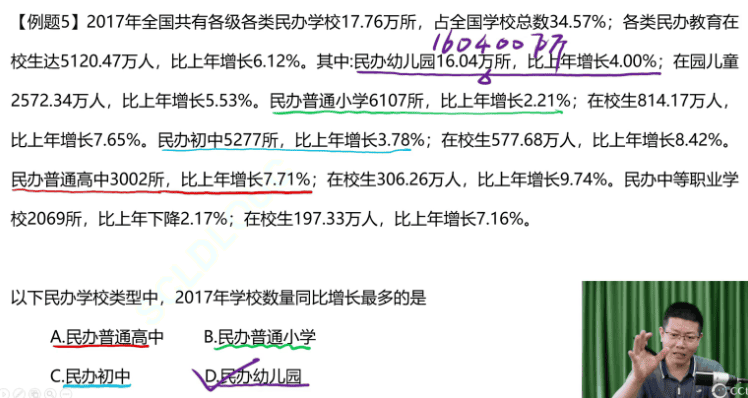 【例题5】2017年全国共有各级各类民办学校17.76万所，占全国学校总数34.57%；各类民办教育在
160400所
校生达5120.47万人，比上年增长6.12%。其中:民办幼儿园16.04万所，比上年增长4.00%；在园儿童
2572.34万人，比上年增长5.53%。民办普通小学6107所，比上年增长2.21%；在校生814.17万人，
比上年增长7.65%。民办初中5277所，比上年增长3.78%；在校生577.68万人，比上年增长8.42%。
民办普通高中3002所，比上年增长7.71%；在校生306.26万人，比上年增长9.74%。民办中等职业学
校2069所，比上年下降2.17%；在校生197.33万人，比上年增长7.16%。
以下民办学校类型中，2017年学校数量同比增长最多的是
A.民办普通高中 B.民办普通小学
C.民办初中 D.民办幼儿园